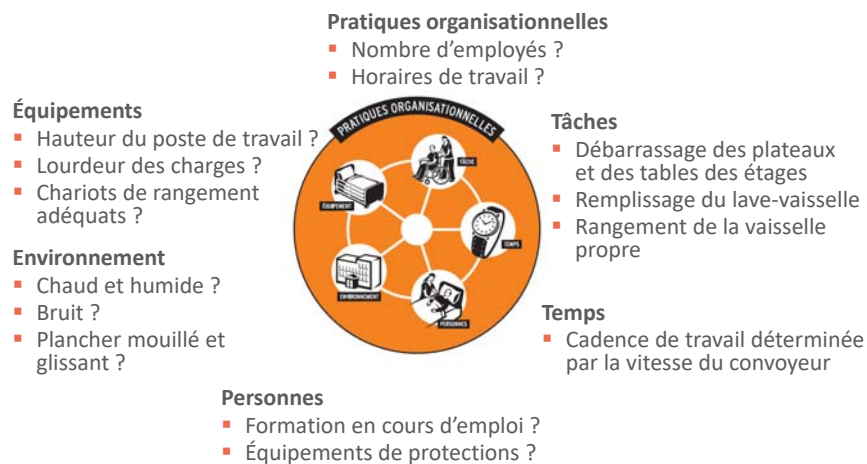 Pratiques organisationnelles
▪ Nombre d’employés ?
▪ Horaires de travail ?
Équipements
▪ Hauteur du poste de travail ?
▪ Lourdeur des charges ?
▪ Chariots de rangement
adéquats ?
Environnement
▪ Chaud et humide ?
▪ Bruit ?
▪ Plancher mouillé et
glissant ?
PRATIQUES ORGANISATIONNELLES
TÂCHE
ÉQUIPEMENT
TEMPS
ENVIRONNEMENT
PERSONNES
Tâches
▪ Débarrassage des plateaux
et des tables des étages
▪ Remplissage du lave-vaisselle
▪ Rangement de la vaisselle
propre
Temps
▪ Cadence de travail déterminée
par la vitesse du convoyeur
Personnes
▪ Formation en cours d’emploi ?
▪ Équipements de protections ?